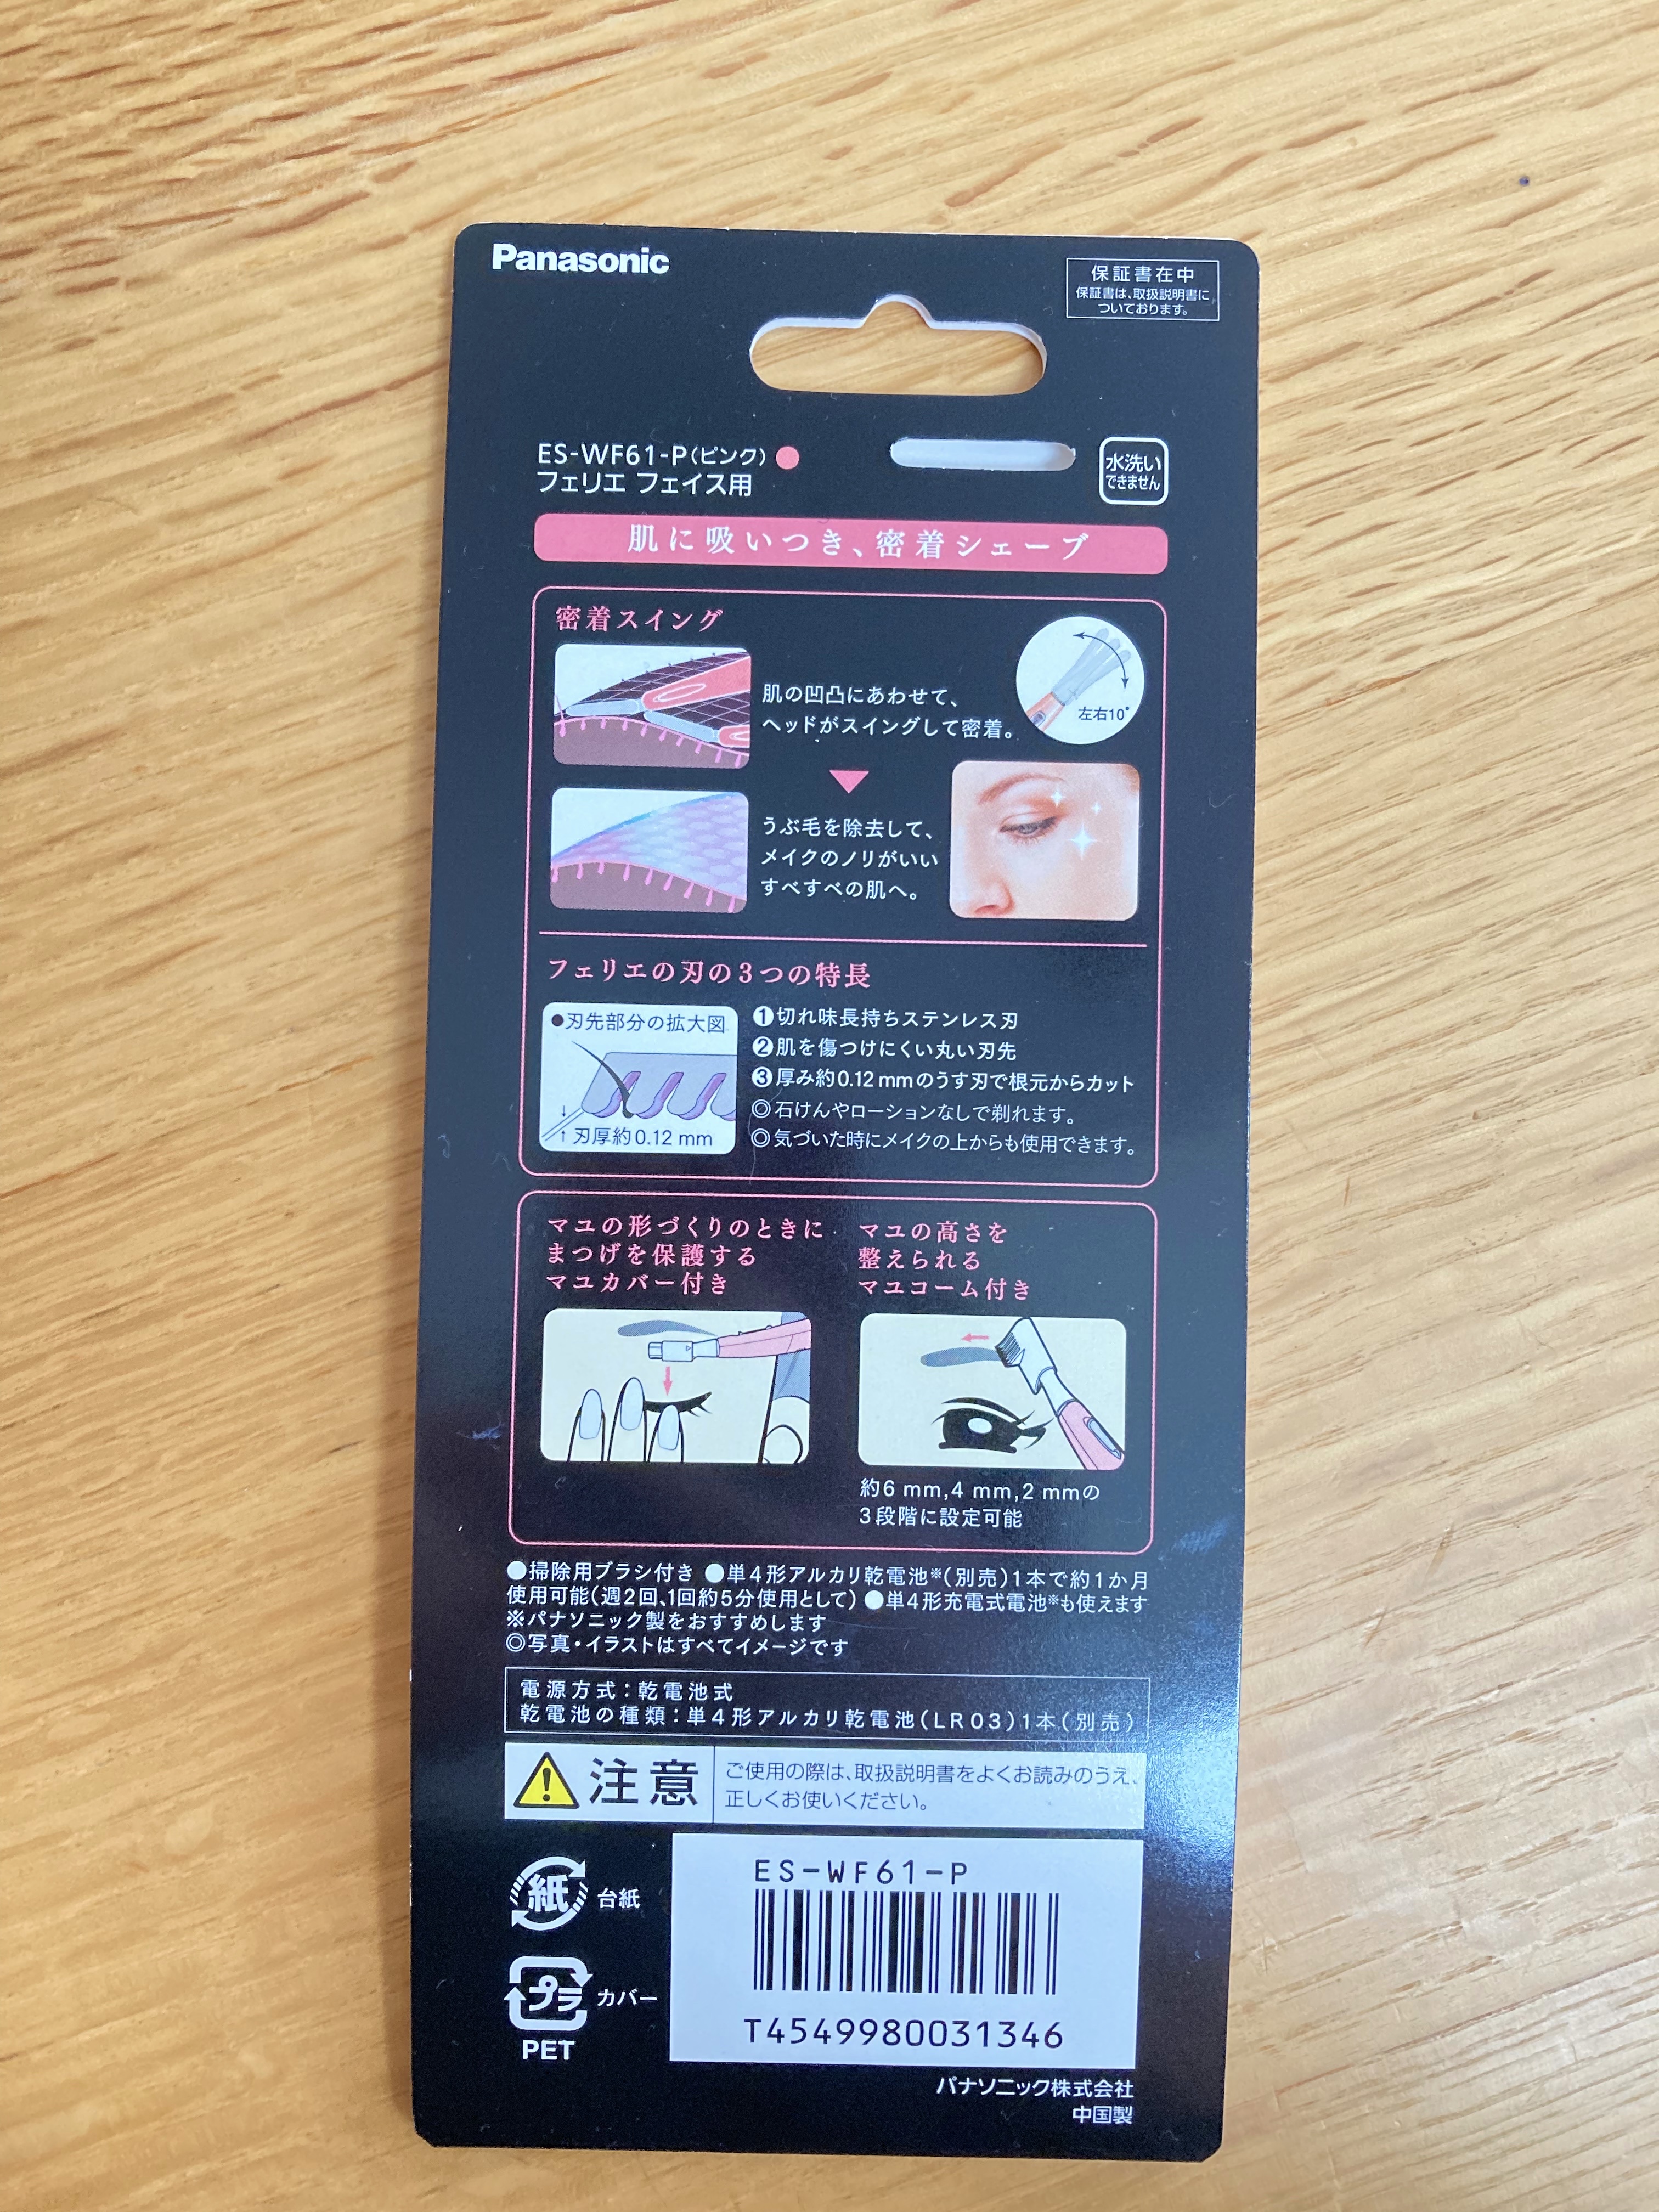 Panasonic
保証書在中
保証書は、取扱説明書に
ついております。
ES-WF61-P(ピンク)
フェリエ フェイス用
水洗い
できません
肌に吸いつき、密着シェーブ
密着スイング
肌の凹凸にあわせて、
ヘッドがスイングして密着。
左右10°
うぶ毛を除去して、
メイクのノリがいい
すべすべの肌へ。
フェリエの刃の3つの特長
●刃先部分の拡大図
↓
↑刃厚約0.12 mm
❶切れ味長持ちステンレス刃
❷肌を傷つけにくい丸い刃先
❸厚み約0.12 mmのうす刃で根元からカット
◎石けんやローションなしで剃れます。
◎気づいた時にメイクの上からも使用できます。
マユの形づくりのときに
まつげを保護する
マユカバー付き
マユの高さを
整えられる
マユコーム付き
約6 mm,4 mm,2 mmの
3段階に設定可能
●掃除用ブラシ付き ●単4形アルカリ乾電池※(別売)1本で約1か月
使用可能(週2回、1回約5分使用として) ●単4形充電式電池※も使えます
※パナソニック製をおすすめします
◎写真・イラストはすべてイメージです
電源方式：乾電池式
乾電池の種類：単4形アルカリ乾電池(LR03)1本(別売)
注意
ご使用の際は、取扱説明書をよくお読みのうえ、
正しくお使いください。
紙 台紙
プラ カバー
PET
ES-WF61-P
T4549980031346
パナソニック株式会社
中国製